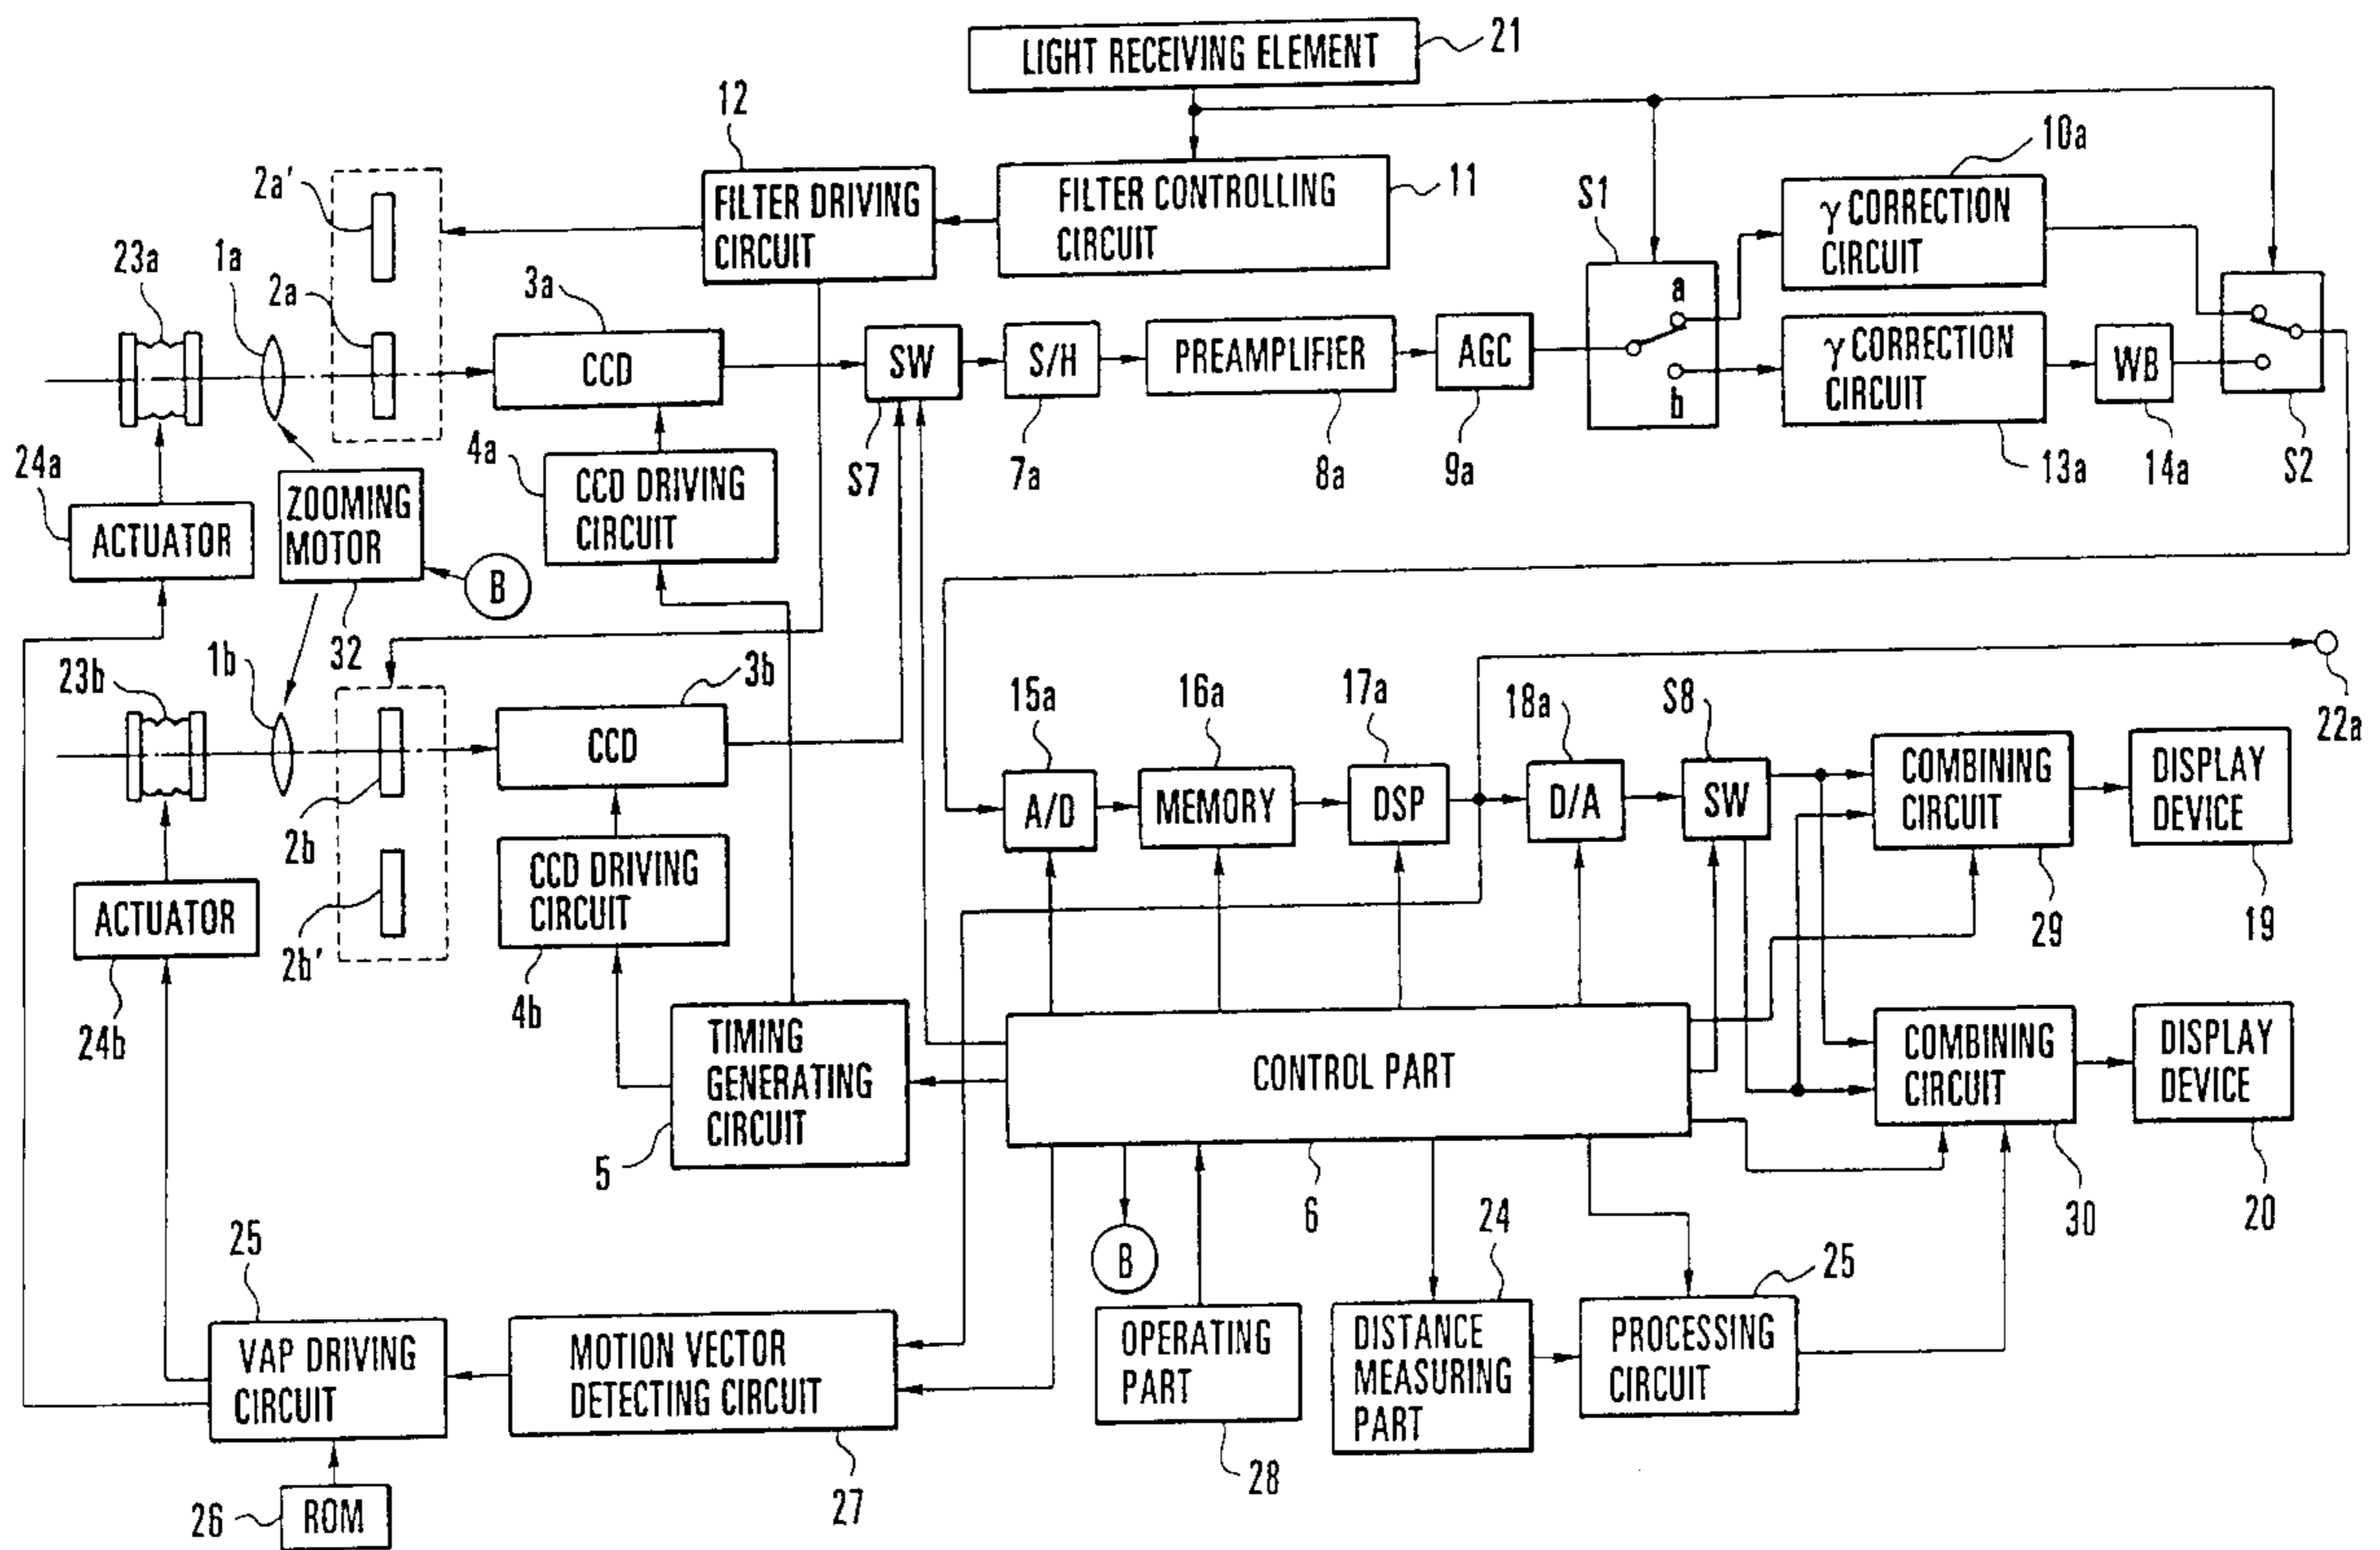 LIGHT RECEIVING ELEMENT
21
12
10a
2a'
FILTER DRIVING
CIRCUIT
FILTER CONTROLLING
CIRCUIT
11
S1
γ CORRECTION
CIRCUIT
23a
1a
2a
3a
a
CCD
SW
S/H
PREAMPLIFIER
AGC
b
γ CORRECTION
CIRCUIT
WB
24a
4a
S7
7a
8a
9a
13a
14a
S2
ACTUATOR
ZOOMING
MOTOR
CCD DRIVING
CIRCUIT
B
32
23b
1b
3b
15a
16a
17a
18a
S8
22a
CCD
A/D
MEMORY
DSP
D/A
SW
COMBINING
CIRCUIT
DISPLAY
DEVICE
2b
ACTUATOR
CCD DRIVING
CIRCUIT
29
19
2b'
24b
4b
TIMING
GENERATING
CIRCUIT
CONTROL PART
COMBINING
CIRCUIT
DISPLAY
DEVICE
5
6
24
30
20
25
B
25
VAP DRIVING
CIRCUIT
MOTION VECTOR
DETECTING CIRCUIT
OPERATING
PART
DISTANCE
MEASURING
PART
PROCESSING
CIRCUIT
28
27
26
ROM